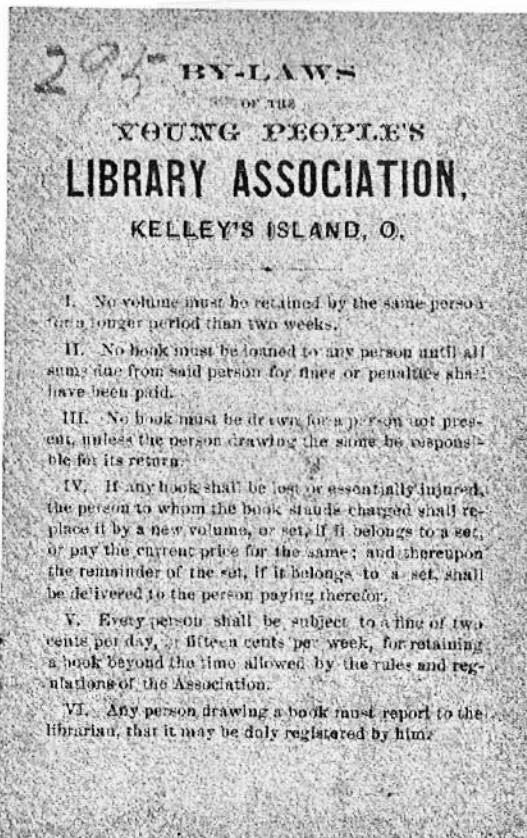 295
BY-LAWS
OF THE
YOUNG PEOPLE'S
LIBRARY ASSOCIATION,
KELLEY'S ISLAND, O.
I. No volume must be retained by the same person
for a longer period than two weeks.
II. No book must be loaned to any person until all
sums due from said person for fines or penalties shall
have been paid.
III. No book must be drawn for a person not pres-
ent, unless the person drawing the same be responsi-
ble for its return.
IV. If any book shall be lost or essentially injured,
the person to whom the book stands charged shall re-
place it by a new volume, or set, if it belongs to a set,
or pay the current price for the same; and thereupon
the remainder of the set, if it belongs to a set, shall
be delivered to the person paying therefor.
V. Every person shall be subject to a fine of two
cents per day, or fifteen cents per week, for retaining
a book beyond the time allowed by the rules and reg-
ulations of the Association.
VI. Any person drawing a book must report to the
librarian, that it may be duly registered by him.